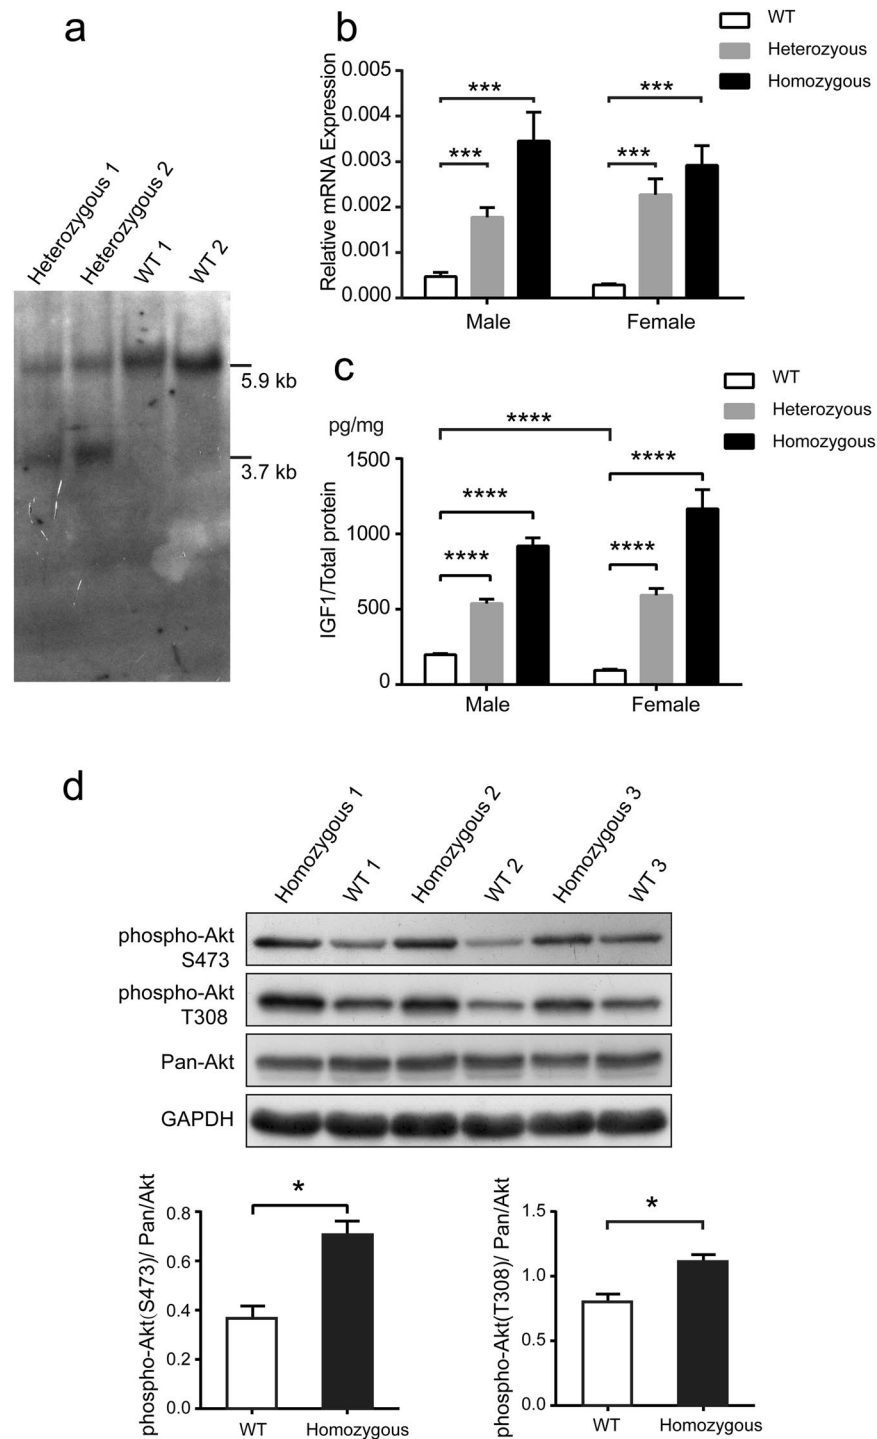 a
Heterozygous 1
Heterozygous 2
WT 1
WT 2
5.9 kb
3.7 kb
b
WT
Heterozyous
Homozygous
Relative mRNA Expression
0.005
0.004
0.003
0.002
0.001
0.000
***
***
***
***
Male
Female
c
WT
Heterozyous
Homozygous
pg/mg
IGF1/Total protein
1500
1000
500
0
****
****
****
****
****
Male
Female
d
Homozygous 1
WT 1
Homozygous 2
WT 2
Homozygous 3
WT 3
phospho-Akt
S473
phospho-Akt
T308
Pan-Akt
GAPDH
phospho-Akt(S473)/ Pan/Akt
0.8
0.6
0.4
0.2
0.0
*
WT
Homozygous
phospho-Akt(T308)/ Pan/Akt
1.5
1.0
0.5
0.0
*
WT
Homozygous